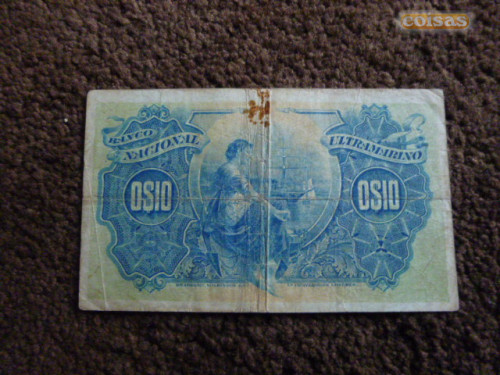 coisas
BANCO
NACIONAL
ULTRAMARINO
0$10
0$10